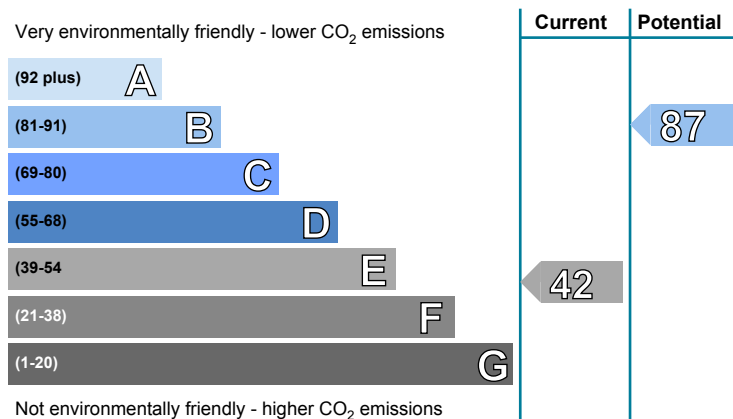 Very environmentally friendly - lower CO₂ emissions
Current
Potential
(92 plus) A
(81-91) B
87
(69-80) C
(55-68) D
(39-54 E
42
(21-38) F
(1-20) G
Not environmentally friendly - higher CO₂ emissions